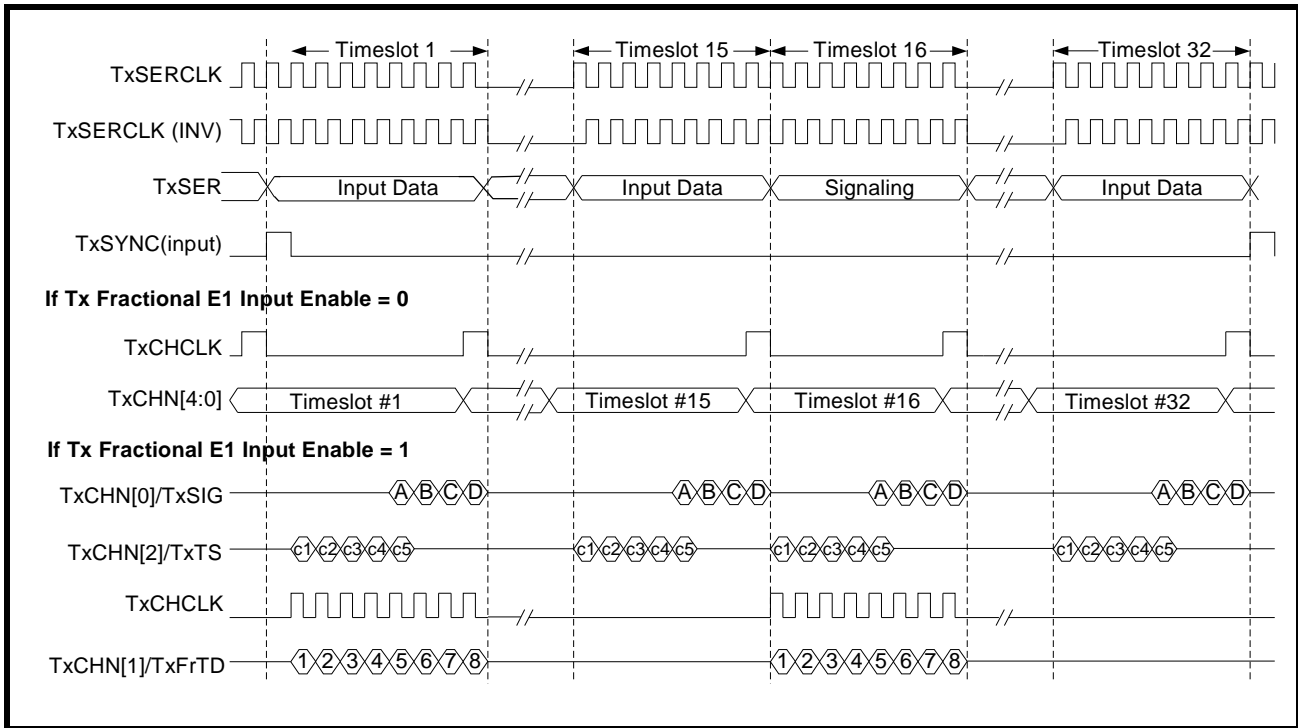 Timeslot 1 Timeslot 15 Timeslot 16 Timeslot 32
TxSERCLK
TxSERCLK (INV)
TxSER Input Data Input Data Signaling Input Data
TxSYNC(input)
If Tx Fractional E1 Input Enable = 0
TxCHCLK
TxCHN[4:0] Timeslot #1 Timeslot #15 Timeslot #16 Timeslot #32
If Tx Fractional E1 Input Enable = 1
TxCHN[0]/TxSIG A B C D A B C D A B C D A B C D
TxCHN[2]/TxTS c1 c2 c3 c4 c5 c1 c2 c3 c4 c5 c1 c2 c3 c4 c5 c1 c2 c3 c4 c5
TxCHCLK
TxCHN[1]/TxFrTD 1 2 3 4 5 6 7 8 1 2 3 4 5 6 7 8